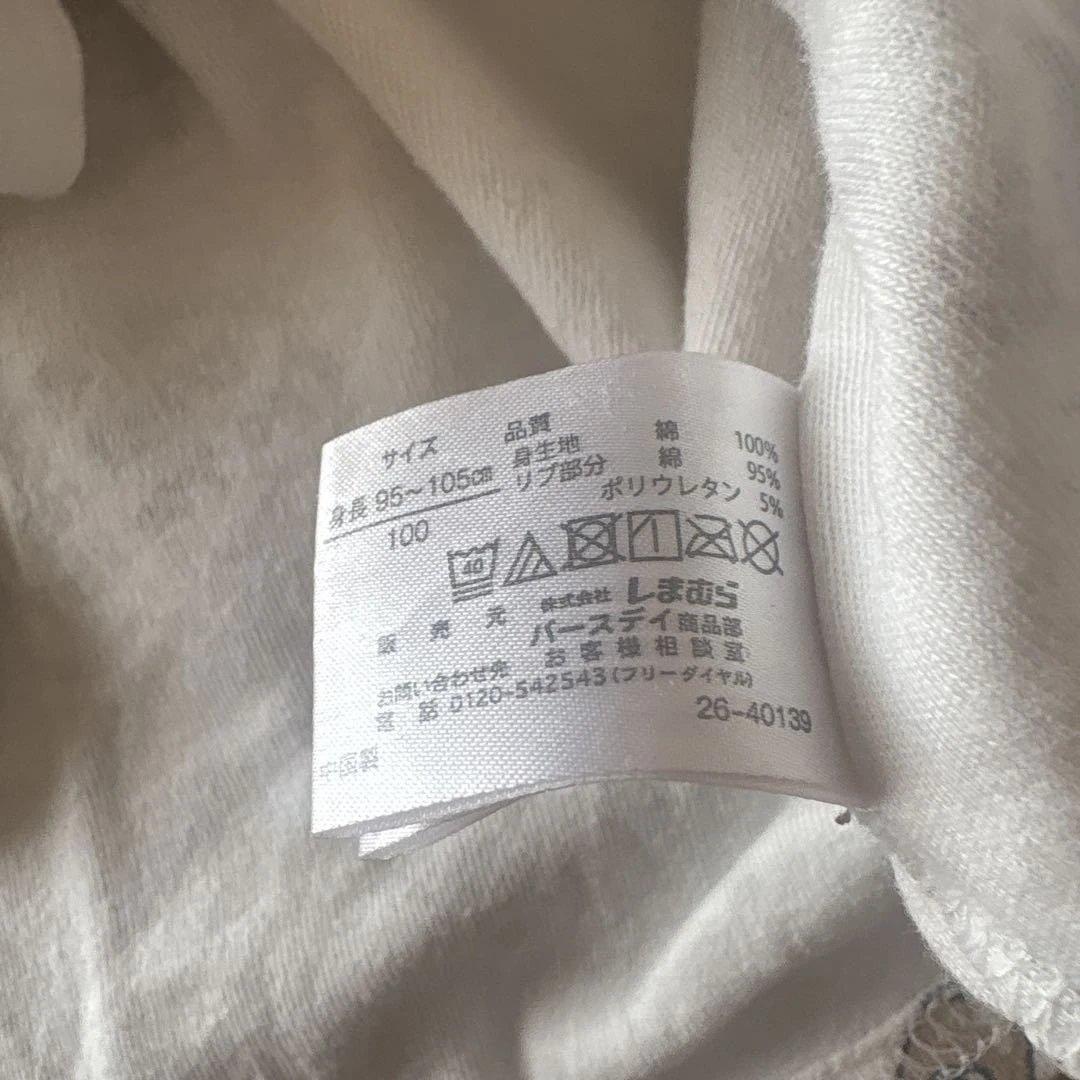 サイズ
身長 95～105㎝
100
品質
身生地 綿 100%
リブ部分 綿 95%
ポリウレタン 5%
40
販売元 株式会社 しまむら
バースデイ商品部
お問い合わせ先 お客様相談室
電話 0120-542543（フリーダイヤル）
26-40139
中国製